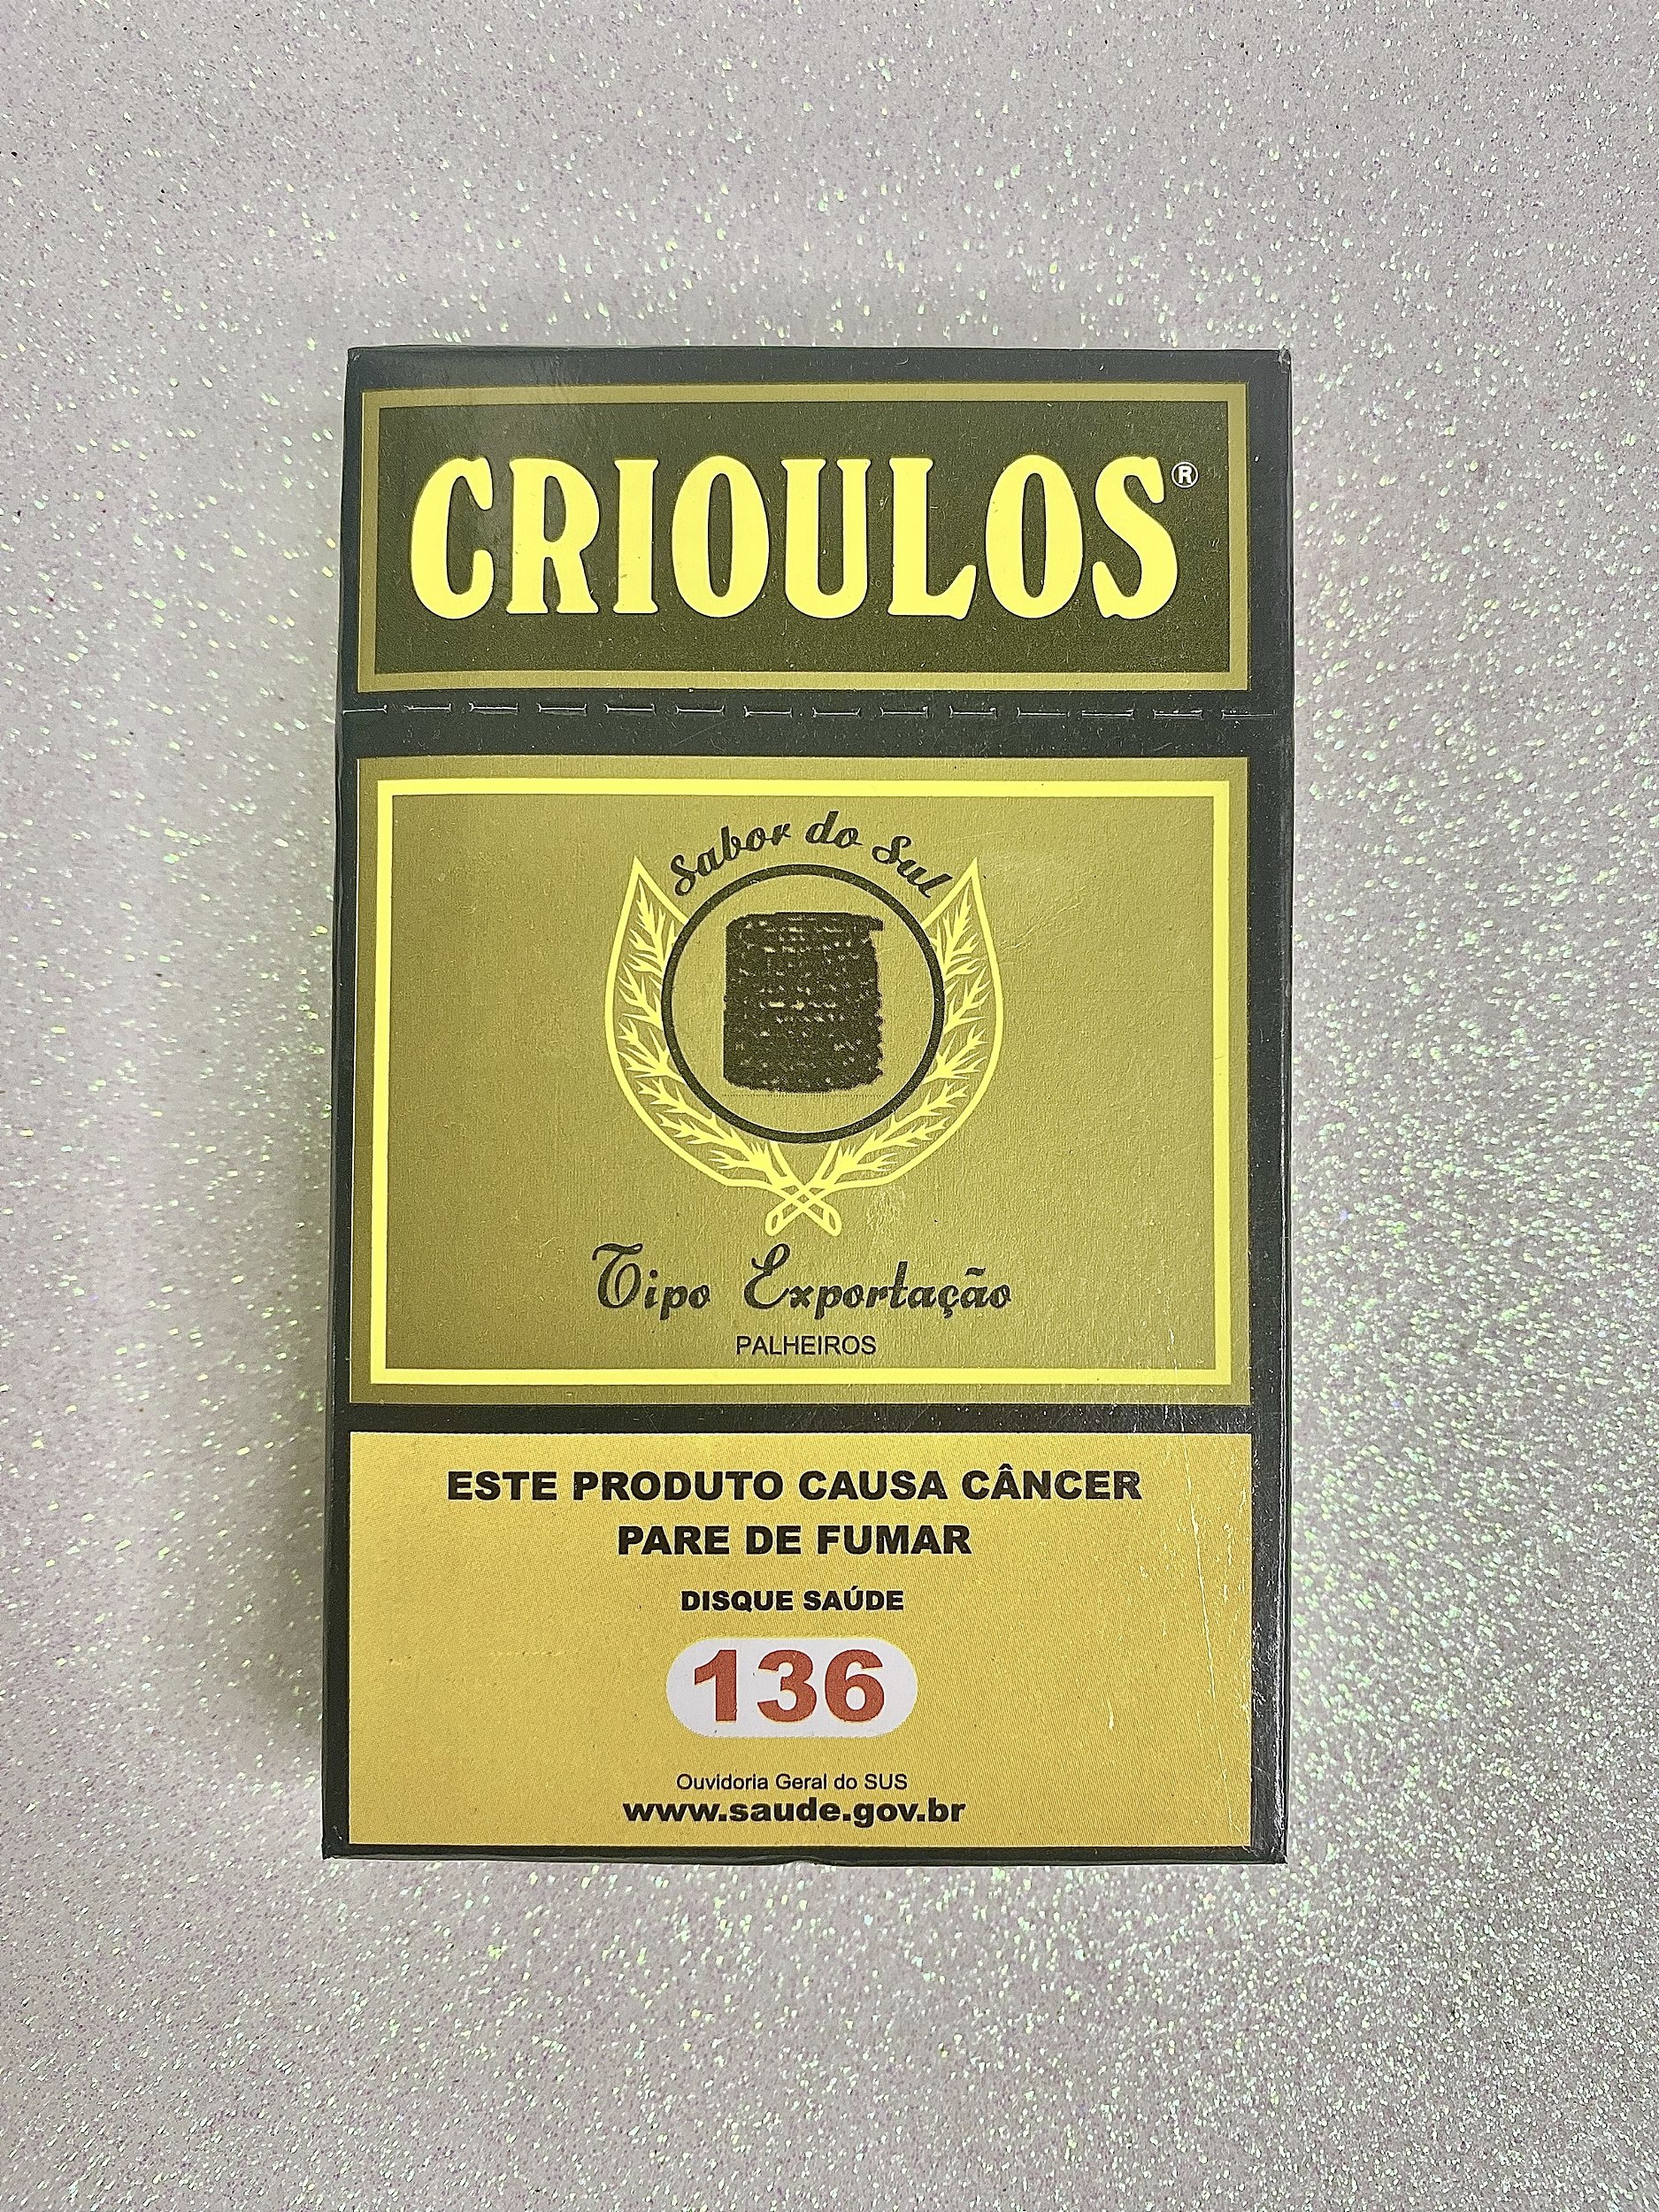 CRIOULOS®
Sabor do Sul
Tipo Exportação
PALHEIROS
ESTE PRODUTO CAUSA CÂNCER
PARE DE FUMAR
DISQUE SAÚDE
136
Ouvidoria Geral do SUS
www.saude.gov.br